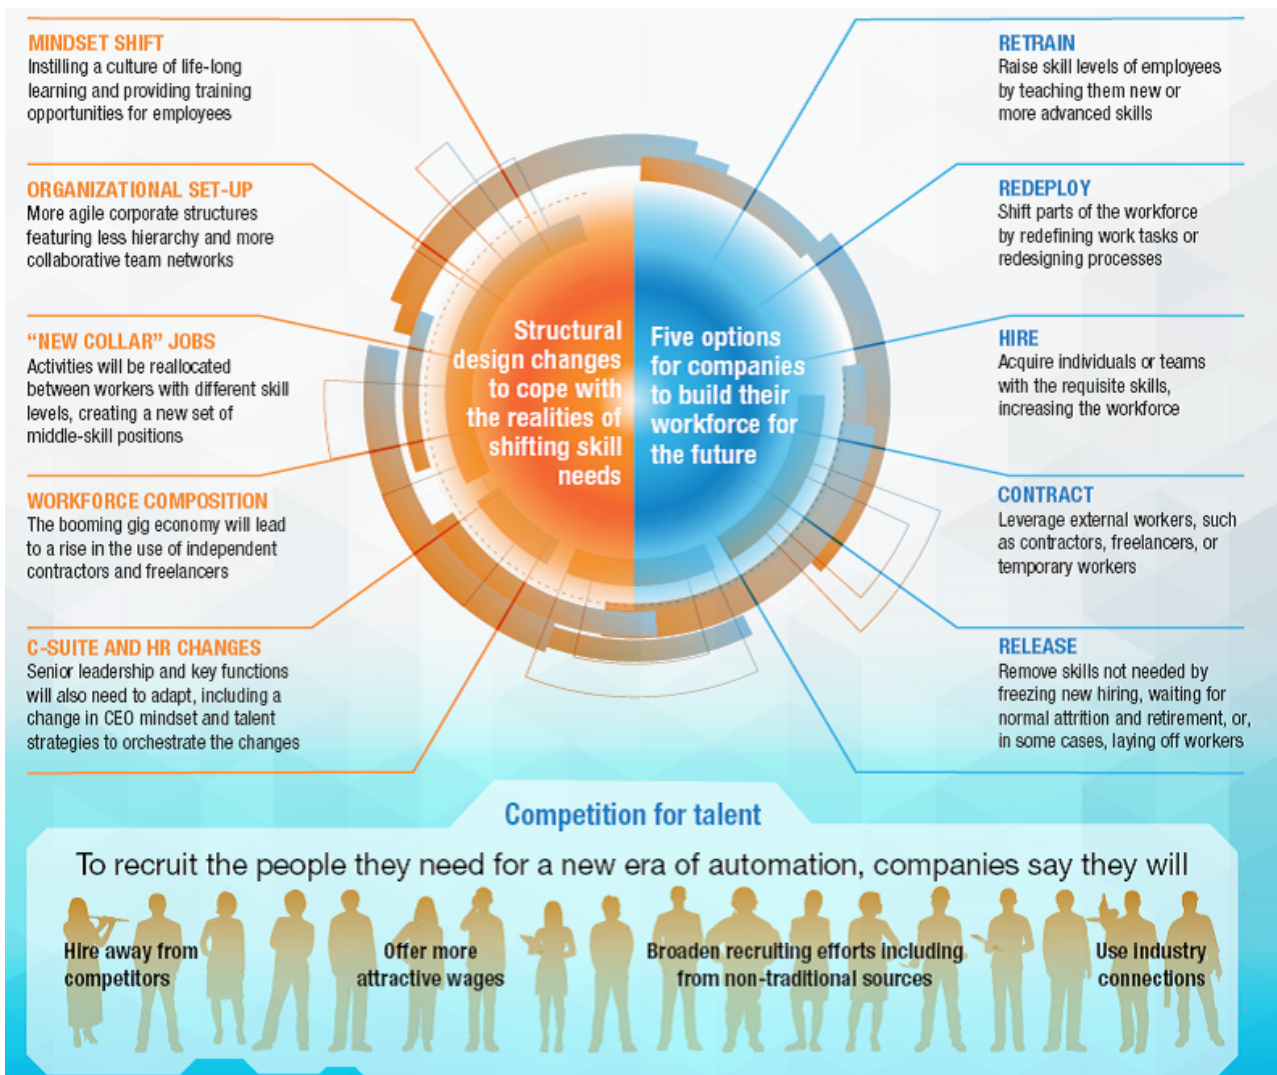 MINDSET SHIFT
Instilling a culture of life-long
learning and providing training
opportunities for employees
ORGANIZATIONAL SET-UP
More agile corporate structures
featuring less hierarchy and more
collaborative team networks
“NEW COLLAR” JOBS
Activities will be reallocated
between workers with different skill
levels, creating a new set of
middle-skill positions
WORKFORCE COMPOSITION
The booming gig economy will lead
to a rise in the use of independent
contractors and freelancers
C-SUITE AND HR CHANGES
Senior leadership and key functions
will also need to adapt, including a
change in CEO mindset and talent
strategies to orchestrate the changes
Structural
design changes
to cope with
the realities of
shifting skill
needs
Five options
for companies
to build their
workforce for
the future
RETRAIN
Raise skill levels of employees
by teaching them new or
more advanced skills
REDEPLOY
Shift parts of the workforce
by redefining work tasks or
redesigning processes
HIRE
Acquire individuals or teams
with the requisite skills,
increasing the workforce
CONTRACT
Leverage external workers, such
as contractors, freelancers, or
temporary workers
RELEASE
Remove skills not needed by
freezing new hiring, waiting for
normal attrition and retirement, or,
in some cases, laying off workers
Competition for talent
To recruit the people they need for a new era of automation, companies say they will
Hire away from
competitors
Offer more
attractive wages
Broaden recruiting efforts including
from non-traditional sources
Use industry
connections